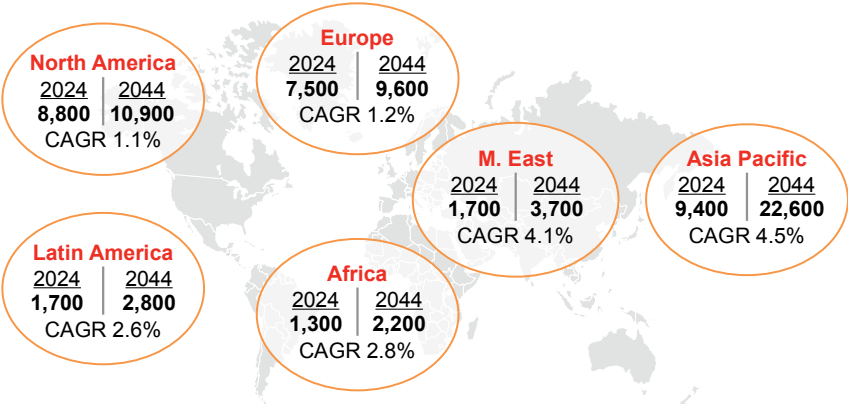 North America
2024 2044
8,800 10,900
CAGR 1.1%
Europe
2024 2044
7,500 9,600
CAGR 1.2%
M. East
2024 2044
1,700 3,700
CAGR 4.1%
Asia Pacific
2024 2044
9,400 22,600
CAGR 4.5%
Latin America
2024 2044
1,700 2,800
CAGR 2.6%
Africa
2024 2044
1,300 2,200
CAGR 2.8%